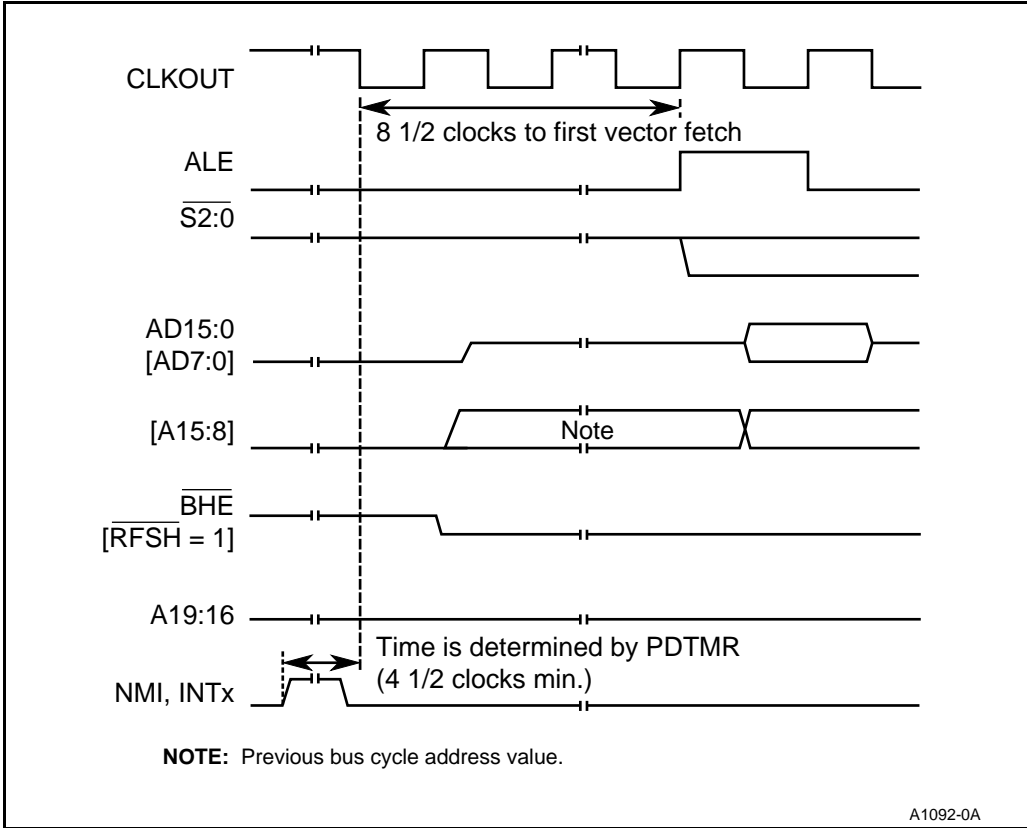 CLKOUT
8 1/2 clocks to first vector fetch
ALE
S2:0
AD15:0
[AD7:0]
[A15:8]
Note
BHE
[RFSH = 1]
A19:16
Time is determined by PDTMR
(4 1/2 clocks min.)
NMI, INTx
NOTE: Previous bus cycle address value.
A1092-0A